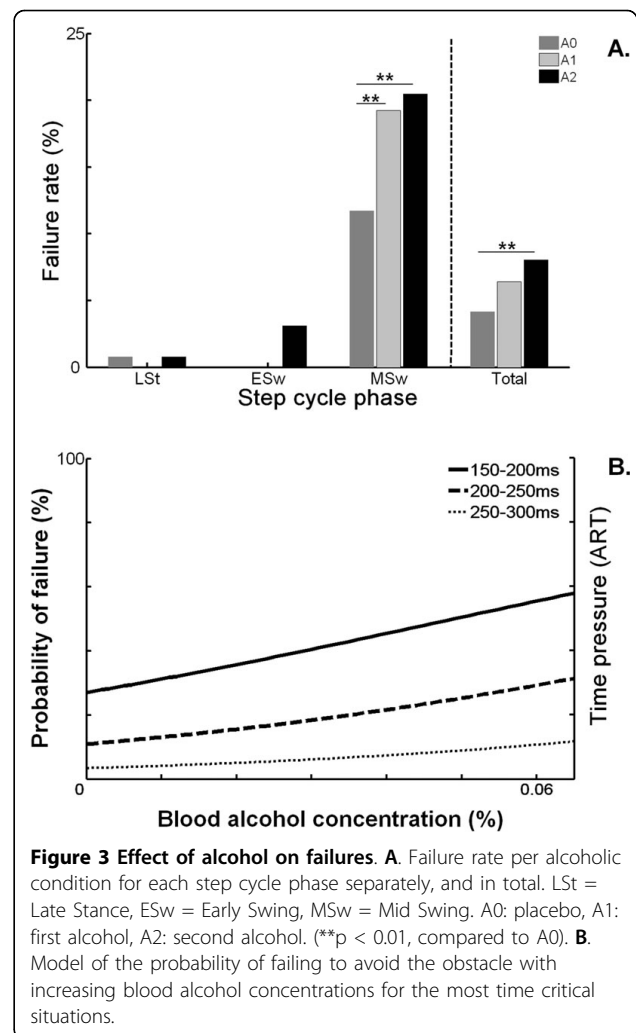 25
A.
A0
A1
A2
**
**
**
Failure rate (%)
0
LSt ESw MSw Total
Step cycle phase
100
B.
150-200ms
200-250ms
250-300ms
Probability of failure (%)
Time pressure (ART)
0 0.06
Blood alcohol concentration (%)
Figure 3 Effect of alcohol on failures. A. Failure rate per alcoholic
condition for each step cycle phase separately, and in total. LSt =
Late Stance, ESw = Early Swing, MSw = Mid Swing. A0: placebo, A1:
first alcohol, A2: second alcohol. (**p < 0.01, compared to A0). B.
Model of the probability of failing to avoid the obstacle with
increasing blood alcohol concentrations for the most time critical
situations.